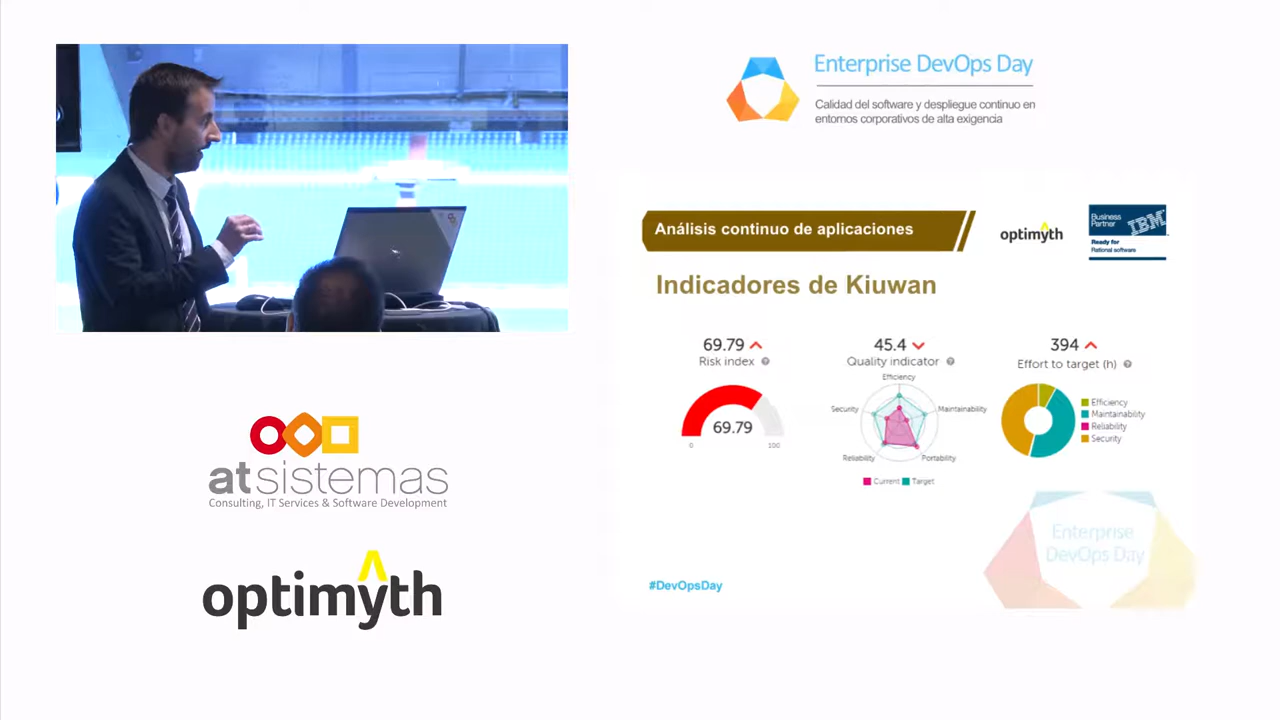 Enterprise DevOps Day
Calidad del software y despliegue continuo en
entornos corporativos de alta exigencia
Análisis continuo de aplicaciones
optimyth
Business
Partner
IBM
Ready for
Rational software
Indicadores de Kiuwan
69.79
Risk index
69.79
0
100
45.4
Quality indicator
Efficiency
Security
Maintainability
Reliability
Portability
Current
Target
394
Effort to target (h)
Efficiency
Maintainability
Reliability
Security
Enterprise
DevOps Day
#DevOpsDay
atsistemas
Consulting, IT Services & Software Development
optimyth